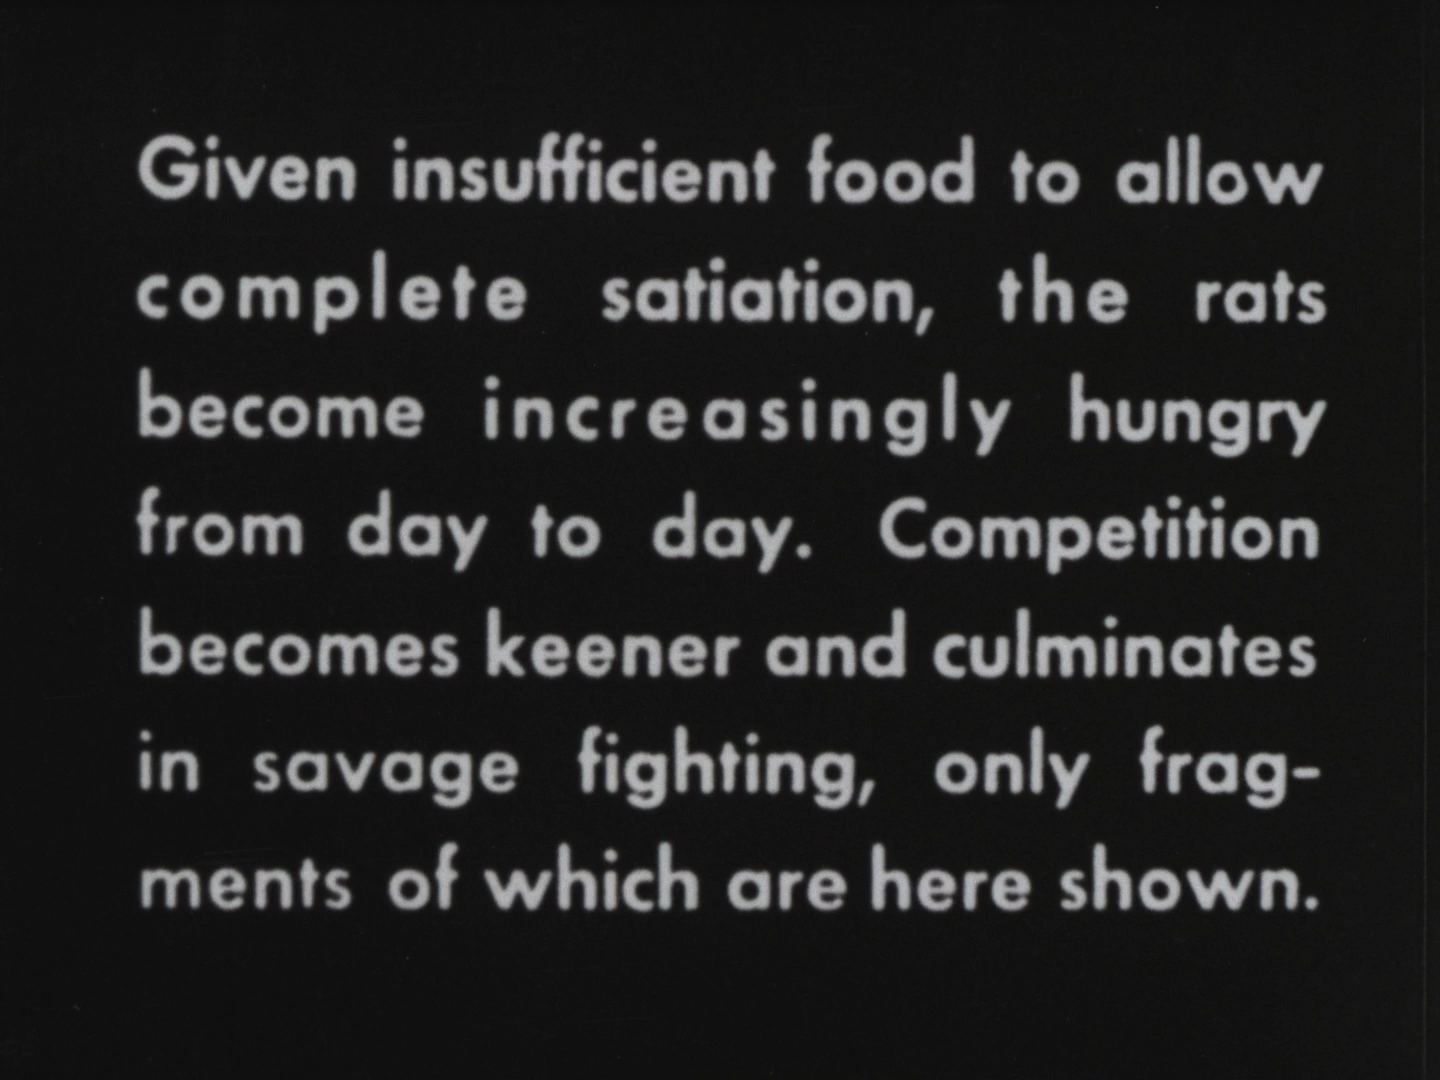 Given insufficient food to allow
complete satiation, the rats
become increasingly hungry
from day to day. Competition
becomes keener and culminates
in savage fighting, only frag-
ments of which are here shown.